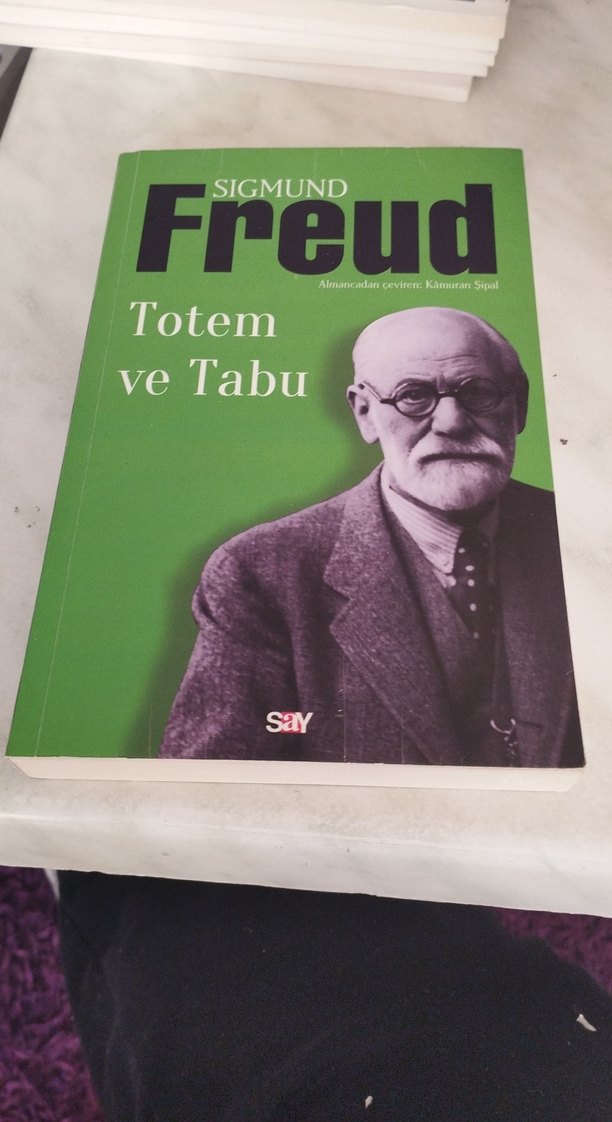 SIGMUND
Freud
Almancadan çeviren: Kâmuran Şipal
Totem
ve Tabu
SaY